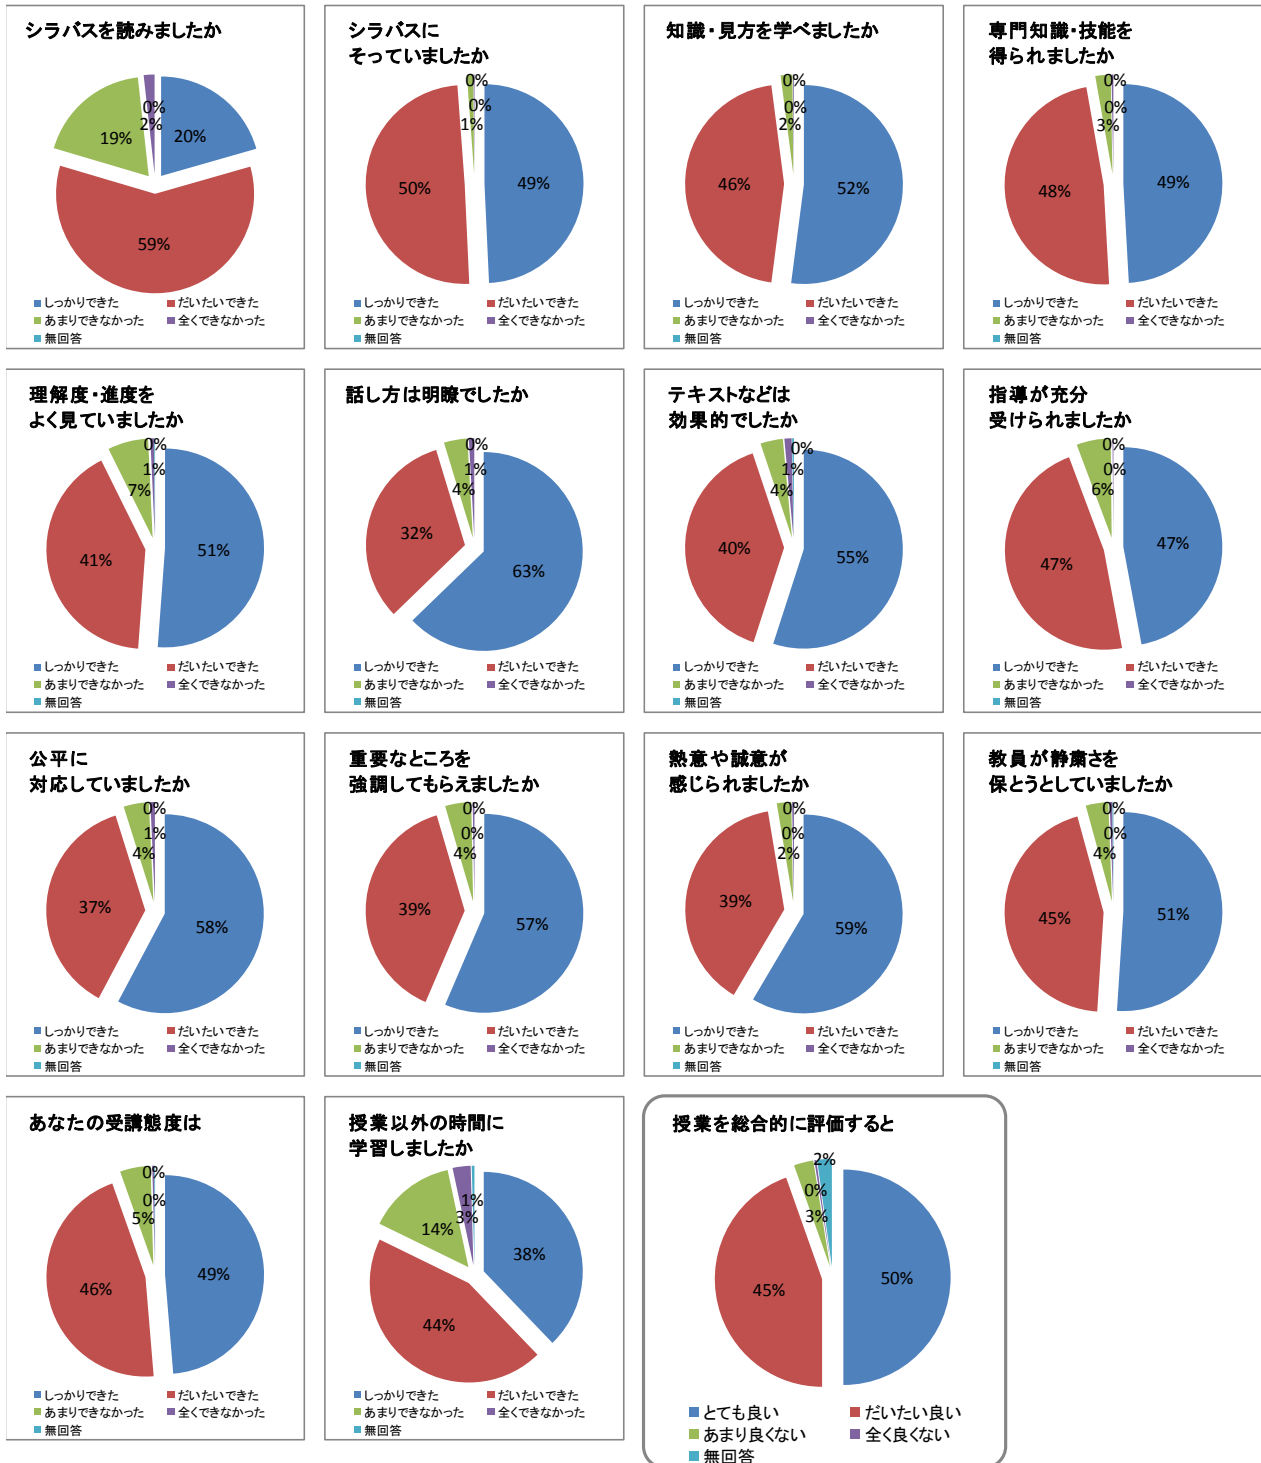 シラバスを読みましたか
0%
2%
20%
19%
59%
しっかりできた だいたいできた
あまりできなかった 全くできなかった
無回答
シラバスに
そっていましたか
0%
0%
1%
50%
49%
しっかりできた だいたいできた
あまりできなかった 全くできなかった
無回答
知識・見方を学べましたか
0%
0%
2%
46%
52%
しっかりできた だいたいできた
あまりできなかった 全くできなかった
無回答
専門知識・技能を
得られましたか
0%
0%
3%
48%
49%
しっかりできた だいたいできた
あまりできなかった 全くできなかった
無回答
理解度・進度を
よく見ていましたか
0%
1%
7%
41%
51%
しっかりできた だいたいできた
あまりできなかった 全くできなかった
無回答
話し方は明瞭でしたか
0%
1%
4%
32%
63%
しっかりできた だいたいできた
あまりできなかった 全くできなかった
無回答
テキストなどは
効果的でしたか
0%
1%
4%
40%
55%
しっかりできた だいたいできた
あまりできなかった 全くできなかった
無回答
指導が充分
受けられましたか
0%
0%
6%
47%
47%
しっかりできた だいたいできた
あまりできなかった 全くできなかった
無回答
公平に
対応していましたか
0%
1%
4%
37%
58%
しっかりできた だいたいできた
あまりできなかった 全くできなかった
無回答
重要なところを
強調してもらえましたか
0%
0%
4%
39%
57%
しっかりできた だいたいできた
あまりできなかった 全くできなかった
無回答
熱意や誠意が
感じられましたか
0%
0%
2%
39%
59%
しっかりできた だいたいできた
あまりできなかった 全くできなかった
無回答
教員が静粛さを
保とうとしていましたか
0%
0%
4%
45%
51%
しっかりできた だいたいできた
あまりできなかった 全くできなかった
無回答
あなたの受講態度は
0%
0%
5%
46%
49%
しっかりできた だいたいできた
あまりできなかった 全くできなかった
無回答
授業以外の時間に
学習しましたか
1%
3%
14%
38%
44%
しっかりできた だいたいできた
あまりできなかった 全くできなかった
無回答
授業を総合的に評価すると
2%
0%
3%
45%
50%
とても良い だいたい良い
あまり良くない 全く良くない
無回答